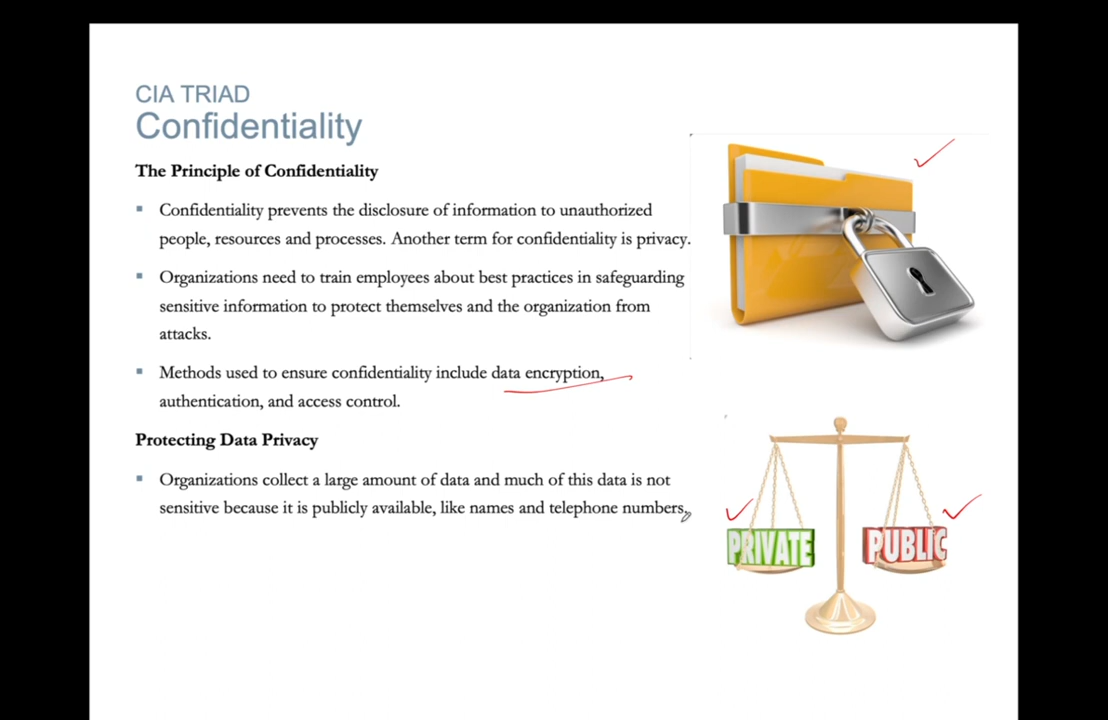 CIA TRIAD
Confidentiality
The Principle of Confidentiality
Confidentiality prevents the disclosure of information to unauthorized
people, resources and processes. Another term for confidentiality is privacy.
Organizations need to train employees about best practices in safeguarding
sensitive information to protect themselves and the organization from
attacks.
Methods used to ensure confidentiality include data encryption,
authentication, and access control.
Protecting Data Privacy
Organizations collect a large amount of data and much of this data is not
sensitive because it is publicly available, like names and telephone numbers.
PRIVATE
PUBLIC